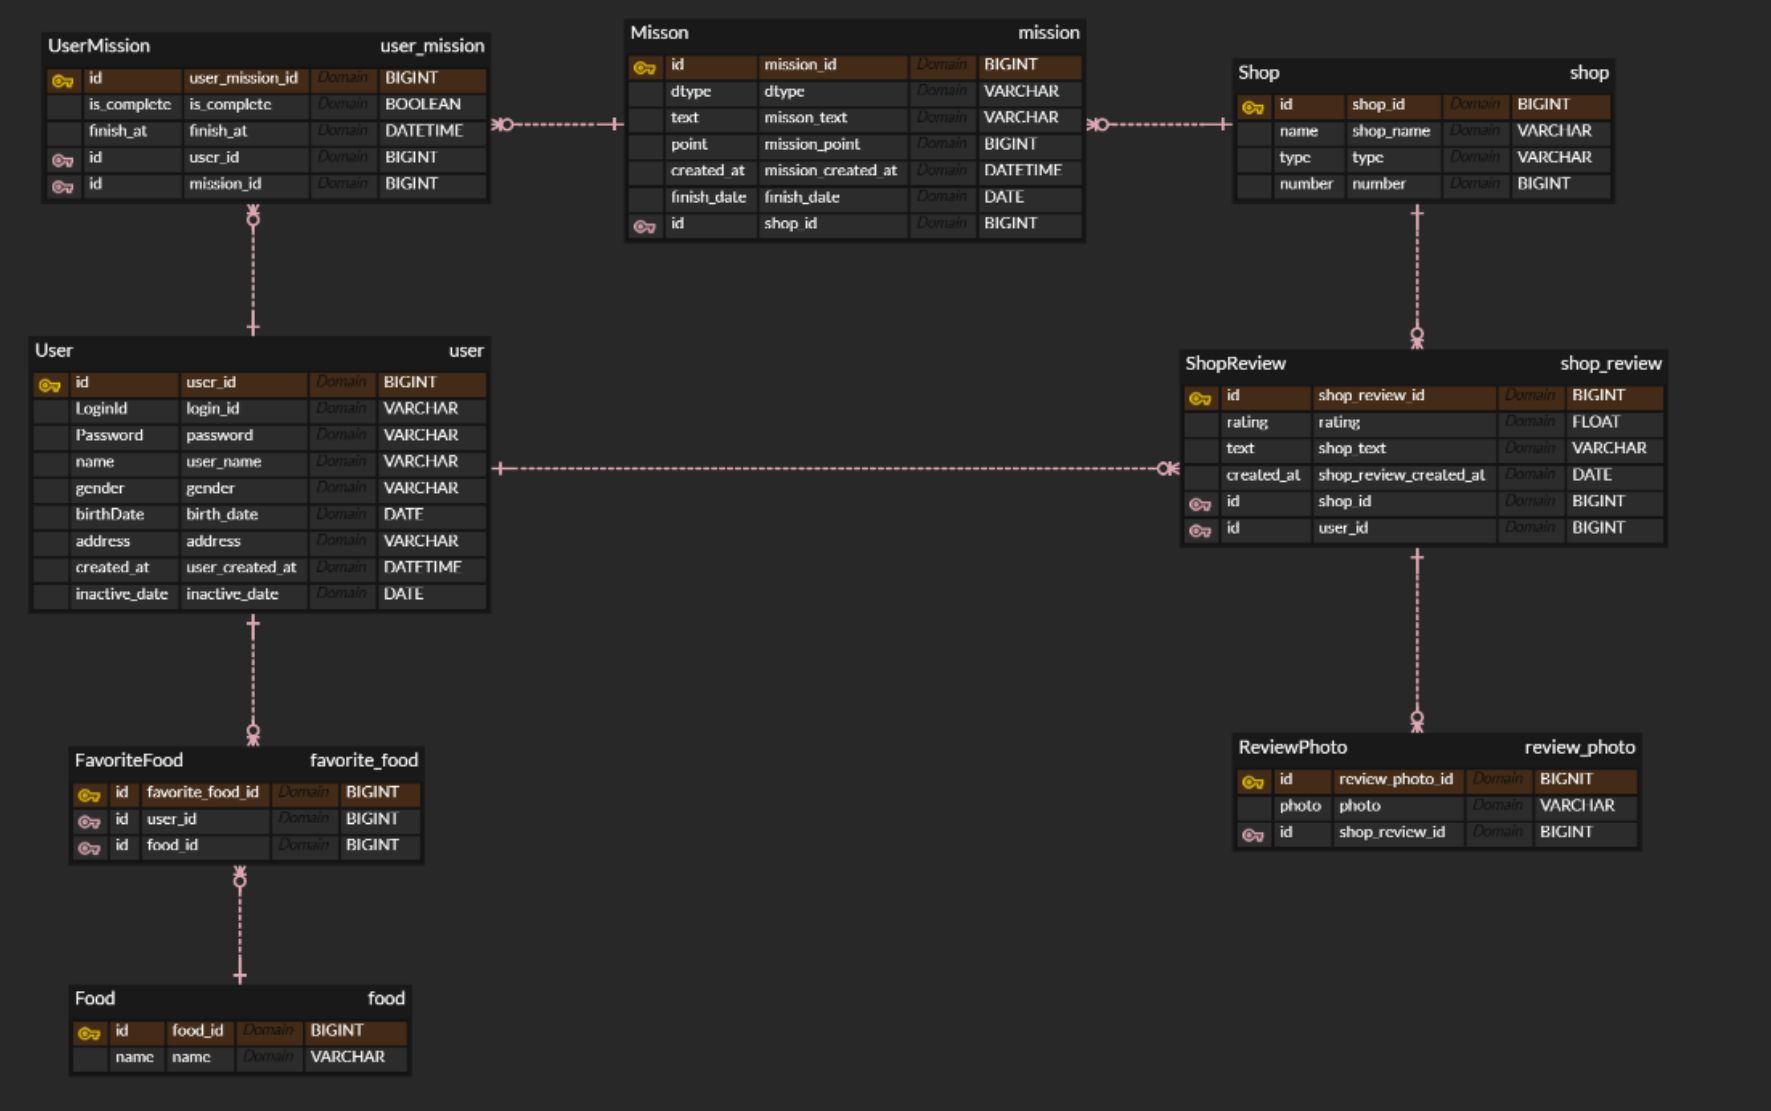 UserMission user_mission
id user_mission_id Domain BIGINT
is_complete is_complete Domain BOOLEAN
finish_at finish_at Domain DATETIME
id user_id Domain BIGINT
id mission_id Domain BIGINT
Misson mission
id mission_id Domain BIGINT
dtype dtype Domain VARCHAR
text misson_text Domain VARCHAR
point mission_point Domain BIGINT
created_at mission_created_at Domain DATETIME
finish_date finish_date Domain DATE
id shop_id Domain BIGINT
Shop shop
id shop_id Domain BIGINT
name shop_name Domain VARCHAR
type type Domain VARCHAR
number number Domain BIGINT
User user
id user_id Domain BIGINT
LoginId login_id Domain VARCHAR
Password password Domain VARCHAR
name user_name Domain VARCHAR
gender gender Domain VARCHAR
birthDate birth_date Domain DATE
address address Domain VARCHAR
created_at user_created_at Domain DATETIME
inactive_date inactive_date Domain DATE
ShopReview shop_review
id shop_review_id Domain BIGINT
rating rating Domain FLOAT
text shop_text Domain VARCHAR
created_at shop_review_created_at Domain DATE
id shop_id Domain BIGINT
id user_id Domain BIGINT
FavoriteFood favorite_food
id favorite_food_id Domain BIGINT
id user_id Domain BIGINT
id food_id Domain BIGINT
ReviewPhoto review_photo
id review_photo_id Domain BIGNIT
photo photo Domain VARCHAR
id shop_review_id Domain BIGINT
Food food
id food_id Domain BIGINT
name name Domain VARCHAR